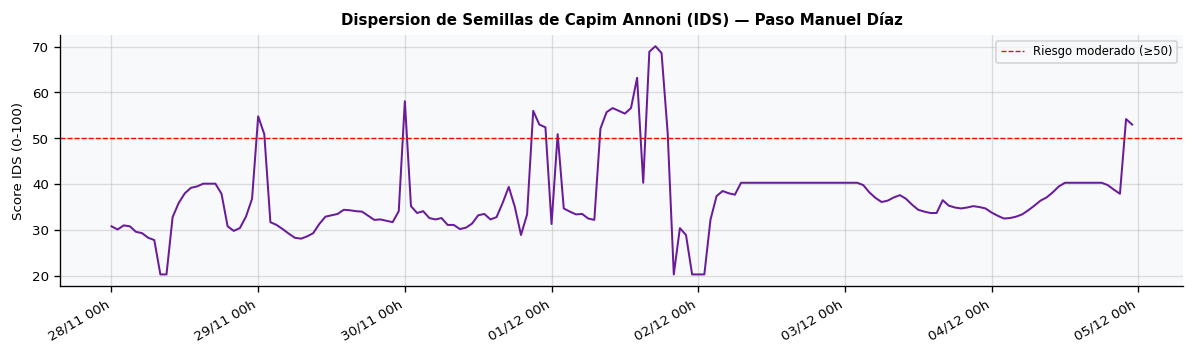 Dispersion de Semillas de Capim Annoni (IDS) — Paso Manuel Díaz
Riesgo moderado (≥50)
Score IDS (0-100)
70
60
50
40
30
20
28/11 00h
29/11 00h
30/11 00h
01/12 00h
02/12 00h
03/12 00h
04/12 00h
05/12 00h